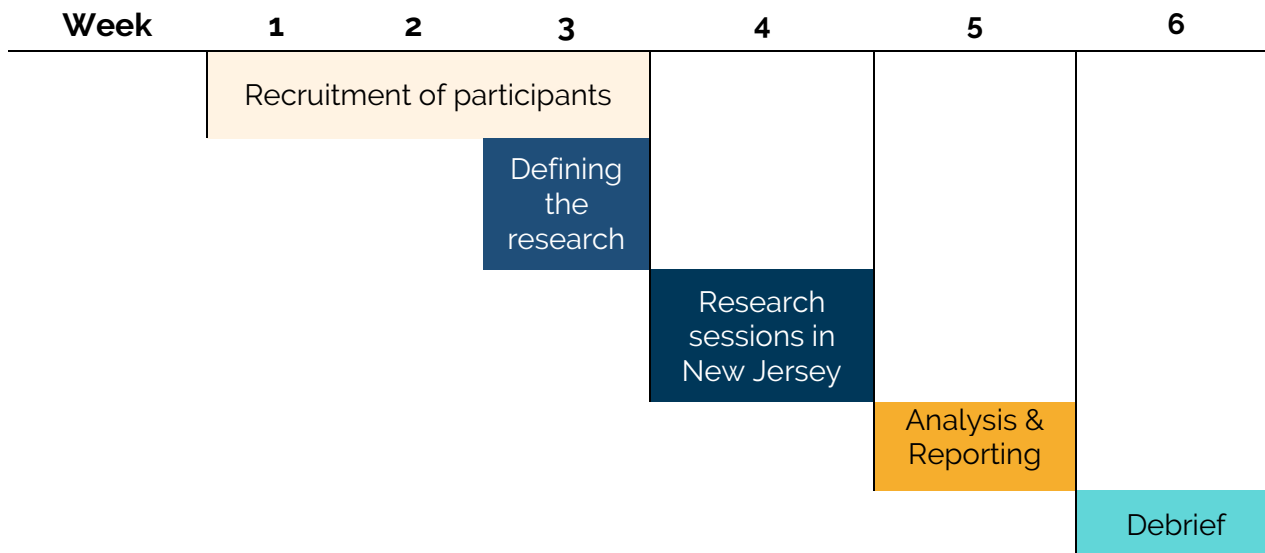 Week 1 2 3 4 5 6
Recruitment of participants
Defining
the
research
Research
sessions in
New Jersey
Analysis &
Reporting
Debrief